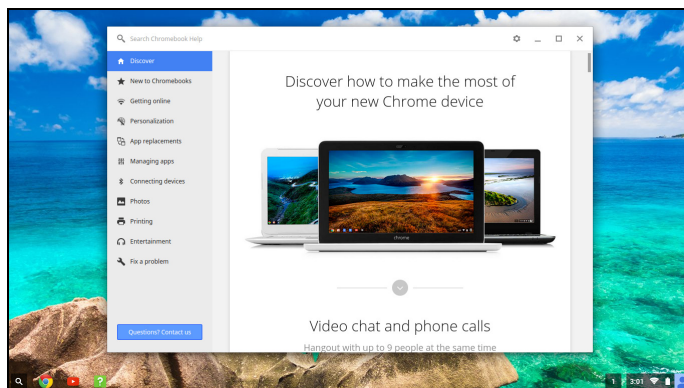 Search Chromebook Help
Discover
New to Chromebooks
Getting online
Personalization
App replacements
Managing apps
Connecting devices
Photos
Printing
Entertainment
Fix a problem
Questions? Contact us
Discover how to make the most of
your new Chrome device
chrome
Video chat and phone calls
Hangout with up to 9 people at the same time
1
3:01